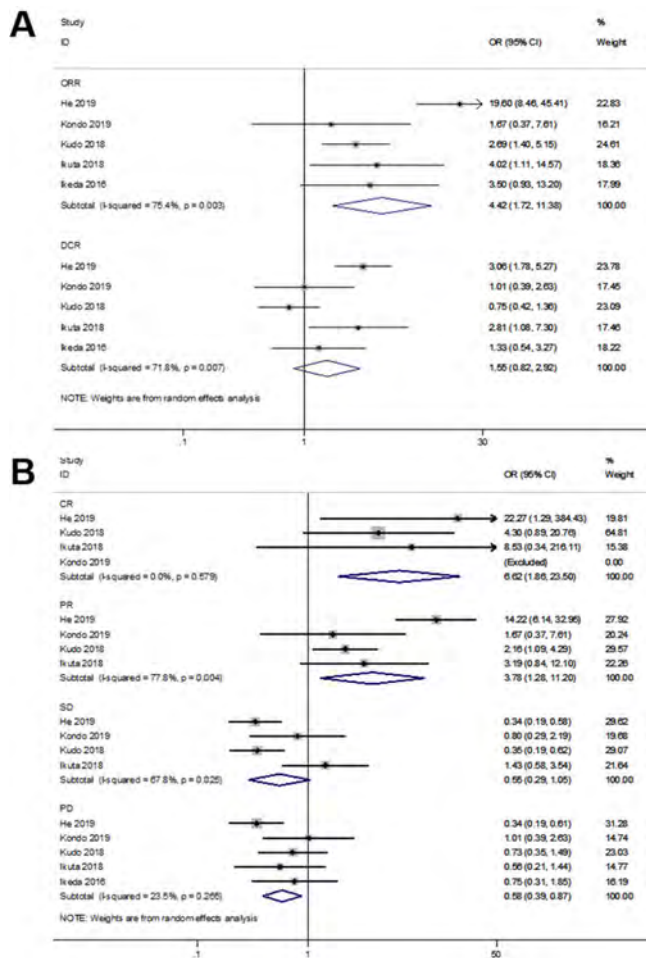 A
Study %
ID OR (95% CI) Weight
ORR
He 2019 19.60 (8.46, 45.41) 22.83
Kondo 2019 1.67 (0.37, 7.61) 16.21
Kudo 2018 2.69 (1.40, 5.15) 24.61
Ikuta 2018 4.02 (1.11, 14.57) 18.36
Ikeda 2016 3.50 (0.93, 13.20) 17.99
Subtotal (I-squared = 75.4%, p = 0.003) 4.42 (1.72, 11.38) 100.00
DCR
He 2019 3.06 (1.78, 5.27) 23.78
Kondo 2019 1.01 (0.39, 2.63) 17.45
Kudo 2018 0.75 (0.42, 1.36) 23.09
Ikuta 2018 2.81 (1.08, 7.30) 17.46
Ikeda 2016 1.33 (0.54, 3.27) 18.22
Subtotal (I-squared = 71.8%, p = 0.007) 1.55 (0.82, 2.92) 100.00
NOTE: Weights are from random effects analysis
.1 1 30
B
Study %
ID OR (95% CI) Weight
CR
He 2019 22.27 (1.29, 384.43) 19.81
Kudo 2018 4.30 (0.89, 20.76) 64.81
Ikuta 2018 8.53 (0.34, 216.11) 15.38
Kondo 2019 (Excluded) 0.00
Subtotal (I-squared = 0.0%, p = 0.579) 6.62 (1.86, 23.50) 100.00
PR
He 2019 14.22 (6.14, 32.96) 27.92
Kondo 2019 1.67 (0.37, 7.61) 20.24
Kudo 2018 2.16 (1.09, 4.29) 29.57
Ikuta 2018 3.19 (0.84, 12.10) 22.26
Subtotal (I-squared = 77.8%, p = 0.004) 3.78 (1.28, 11.20) 100.00
SD
He 2019 0.34 (0.19, 0.58) 29.62
Kondo 2019 0.80 (0.29, 2.19) 19.68
Kudo 2018 0.35 (0.19, 0.62) 29.07
Ikuta 2018 1.43 (0.58, 3.54) 21.64
Subtotal (I-squared = 67.8%, p = 0.025) 0.55 (0.29, 1.05) 100.00
PD
He 2019 0.34 (0.19, 0.61) 31.28
Kondo 2019 1.01 (0.39, 2.63) 14.74
Kudo 2018 0.73 (0.35, 1.49) 23.03
Ikuta 2018 0.56 (0.21, 1.44) 14.77
Ikeda 2016 0.75 (0.31, 1.85) 16.19
Subtotal (I-squared = 23.5%, p = 0.265) 0.58 (0.39, 0.87) 100.00
NOTE: Weights are from random effects analysis
.1 1 50